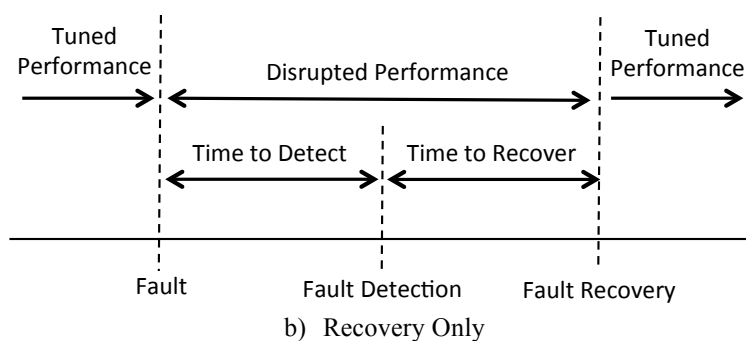 Tuned
Performance
Disrupted Performance
Tuned
Performance
Time to Detect
Time to Recover
Fault
Fault Detection
Fault Recovery
b) Recovery Only